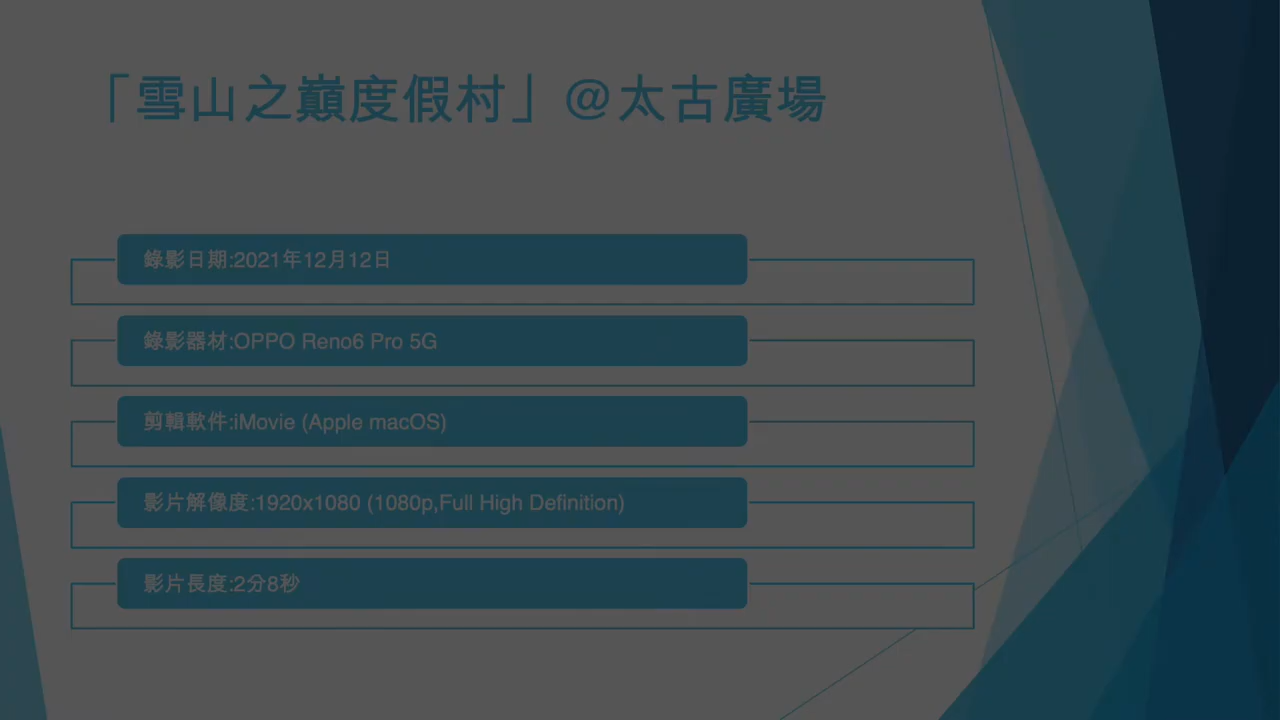 「雪山之巔度假村」@太古廣場
錄影日期:2021年12月12日
錄影器材:OPPO Reno6 Pro 5G
剪輯軟件:iMovie (Apple macOS)
影片解像度:1920x1080 (1080p,Full High Definition)
影片長度:2分8秒